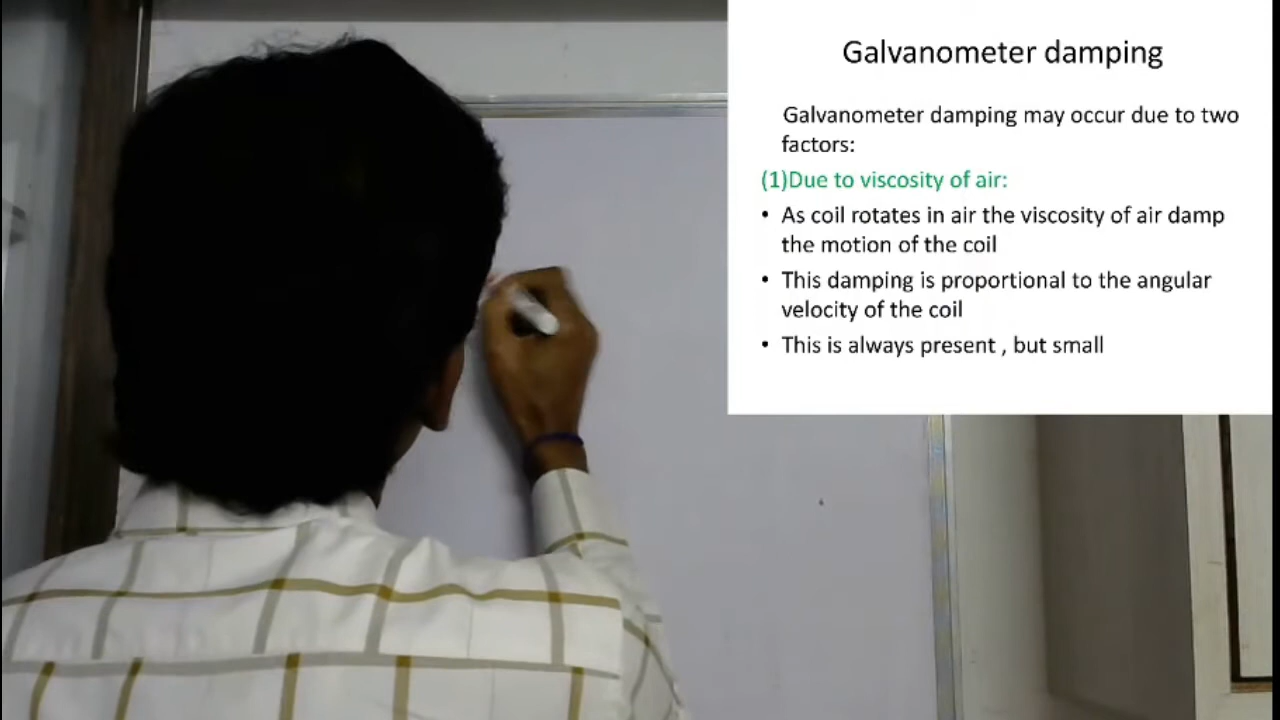 Galvanometer damping
Galvanometer damping may occur due to two
factors:
(1)Due to viscosity of air:
• As coil rotates in air the viscosity of air damp
the motion of the coil
• This damping is proportional to the angular
velocity of the coil
• This is always present , but small